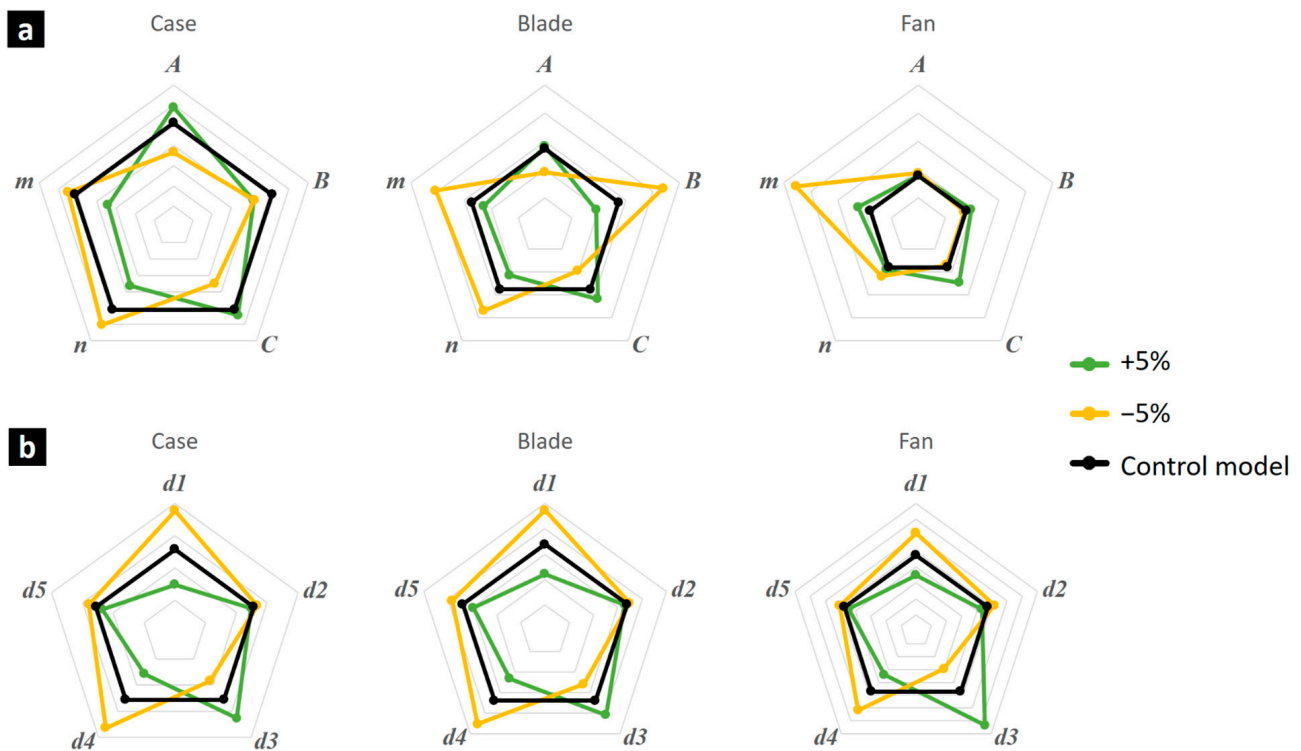 a
Case
Blade
Fan
A
A
A
m
B
m
B
m
B
n
C
n
C
n
C
+5%
−5%
Control model
b
Case
Blade
Fan
d1
d1
d1
d5
d2
d5
d2
d5
d2
d4
d3
d4
d3
d4
d3